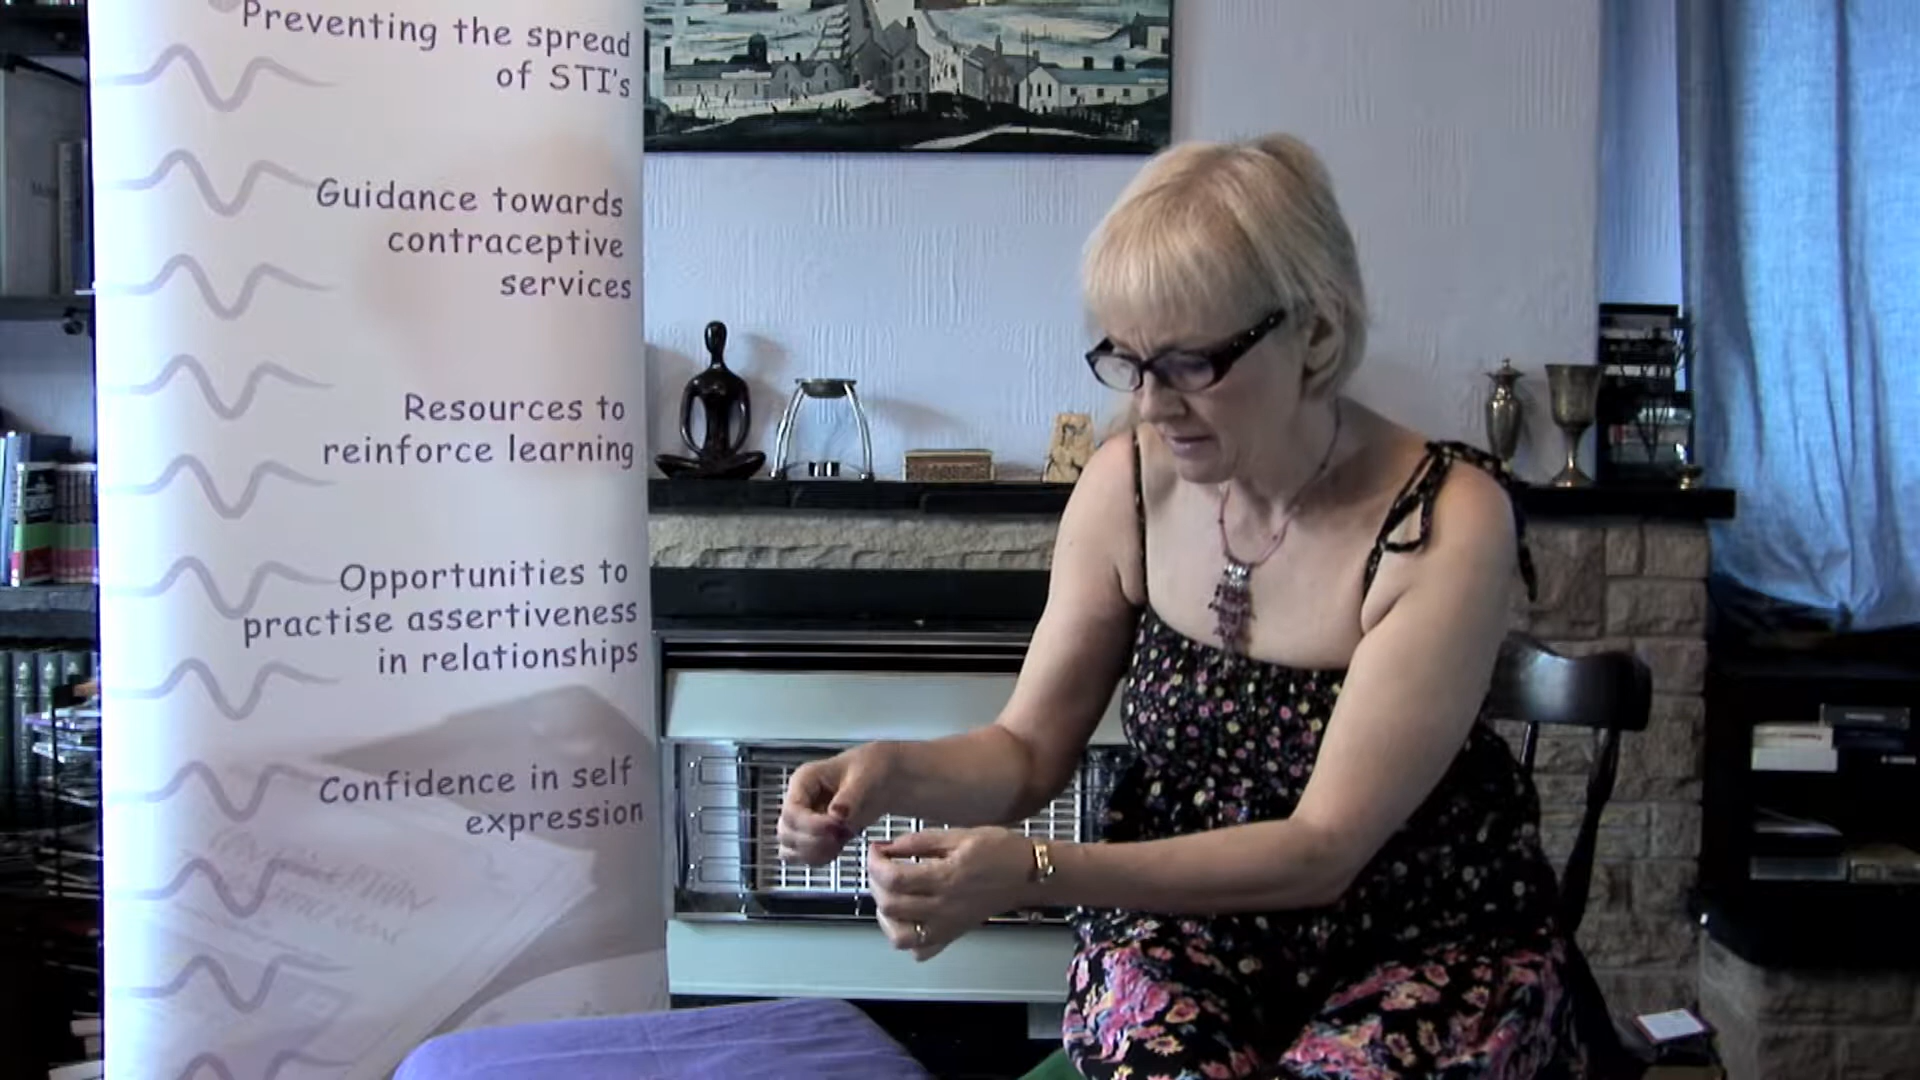 Preventing the spread
of STI's
Guidance towards
contraceptive
services
Resources to
reinforce learning
Opportunities to
practise assertiveness
in relationships
Confidence in self
expression